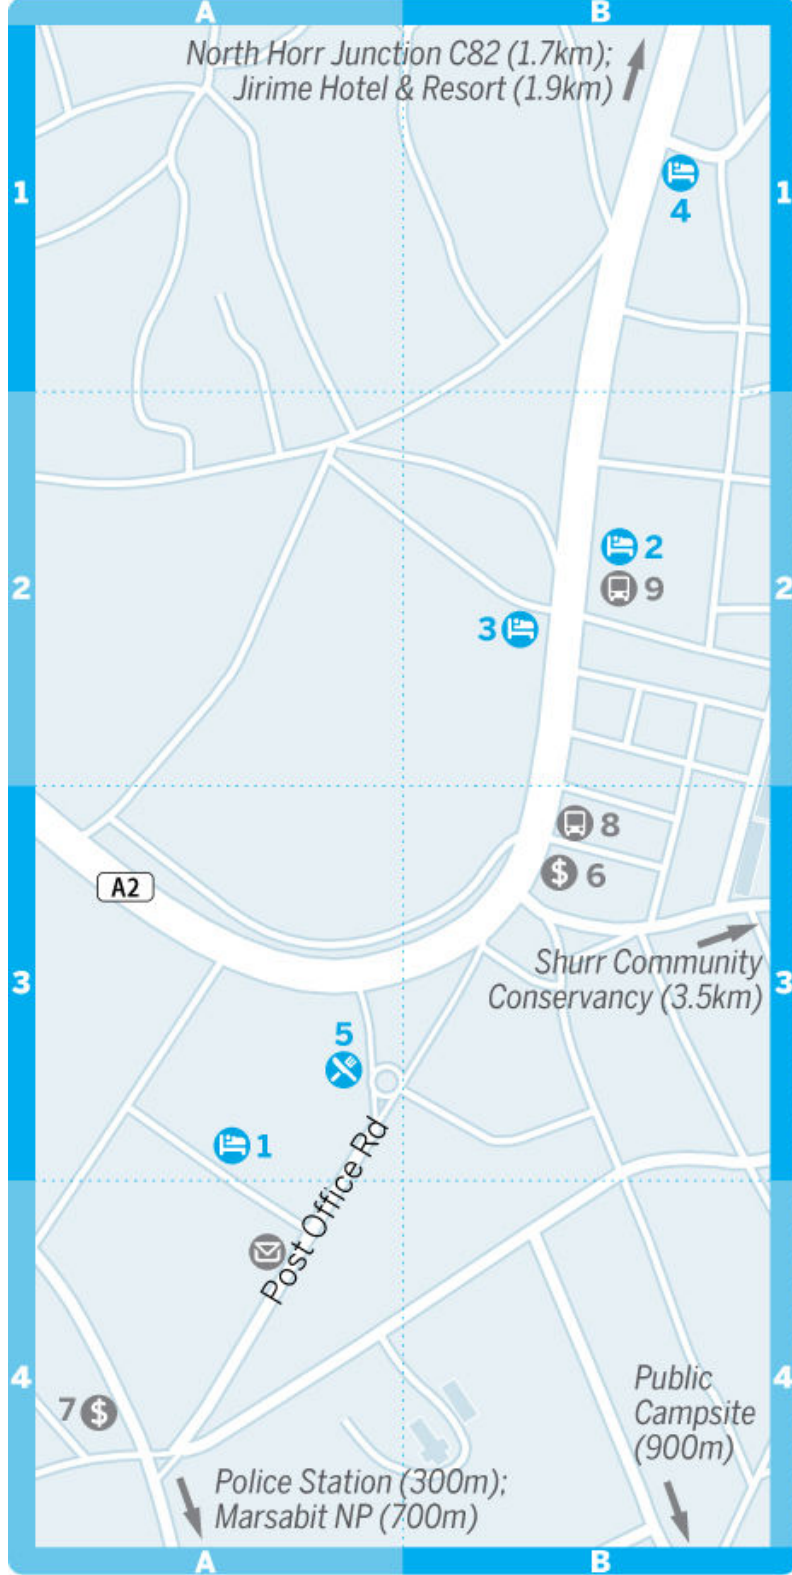 A
B
North Horr Junction C82 (1.7km);
Jirime Hotel & Resort (1.9km)
1
1
4
2
9
2
2
3
8
6
A2
Shurr Community
Conservancy (3.5km)
3
3
5
1
Post Office Rd
4
4
Public
Campsite
(900m)
7
Police Station (300m);
Marsabit NP (700m)
A
B